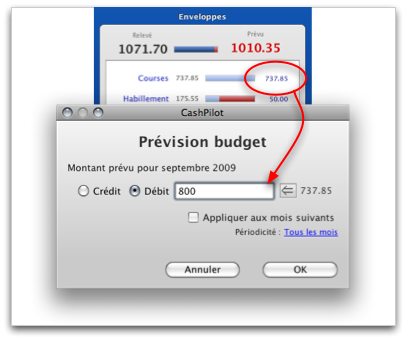 Enveloppes
Relevé Prévu
1071.70 1010.35
Courses 737.85 737.85
Habillement 175.55 50.00
CashPilot
Prévision budget
Montant prévu pour septembre 2009
Crédit Débit 800 737.85
Appliquer aux mois suivants
Périodicité : Tous les mois
Annuler OK